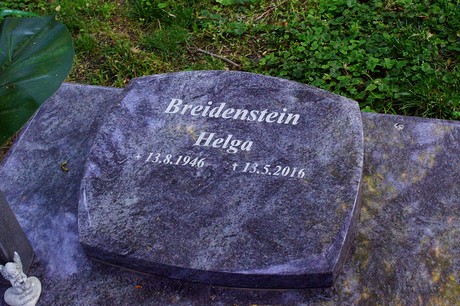 Breidenstein
Helga
* 13.8.1946 † 13.5.2016